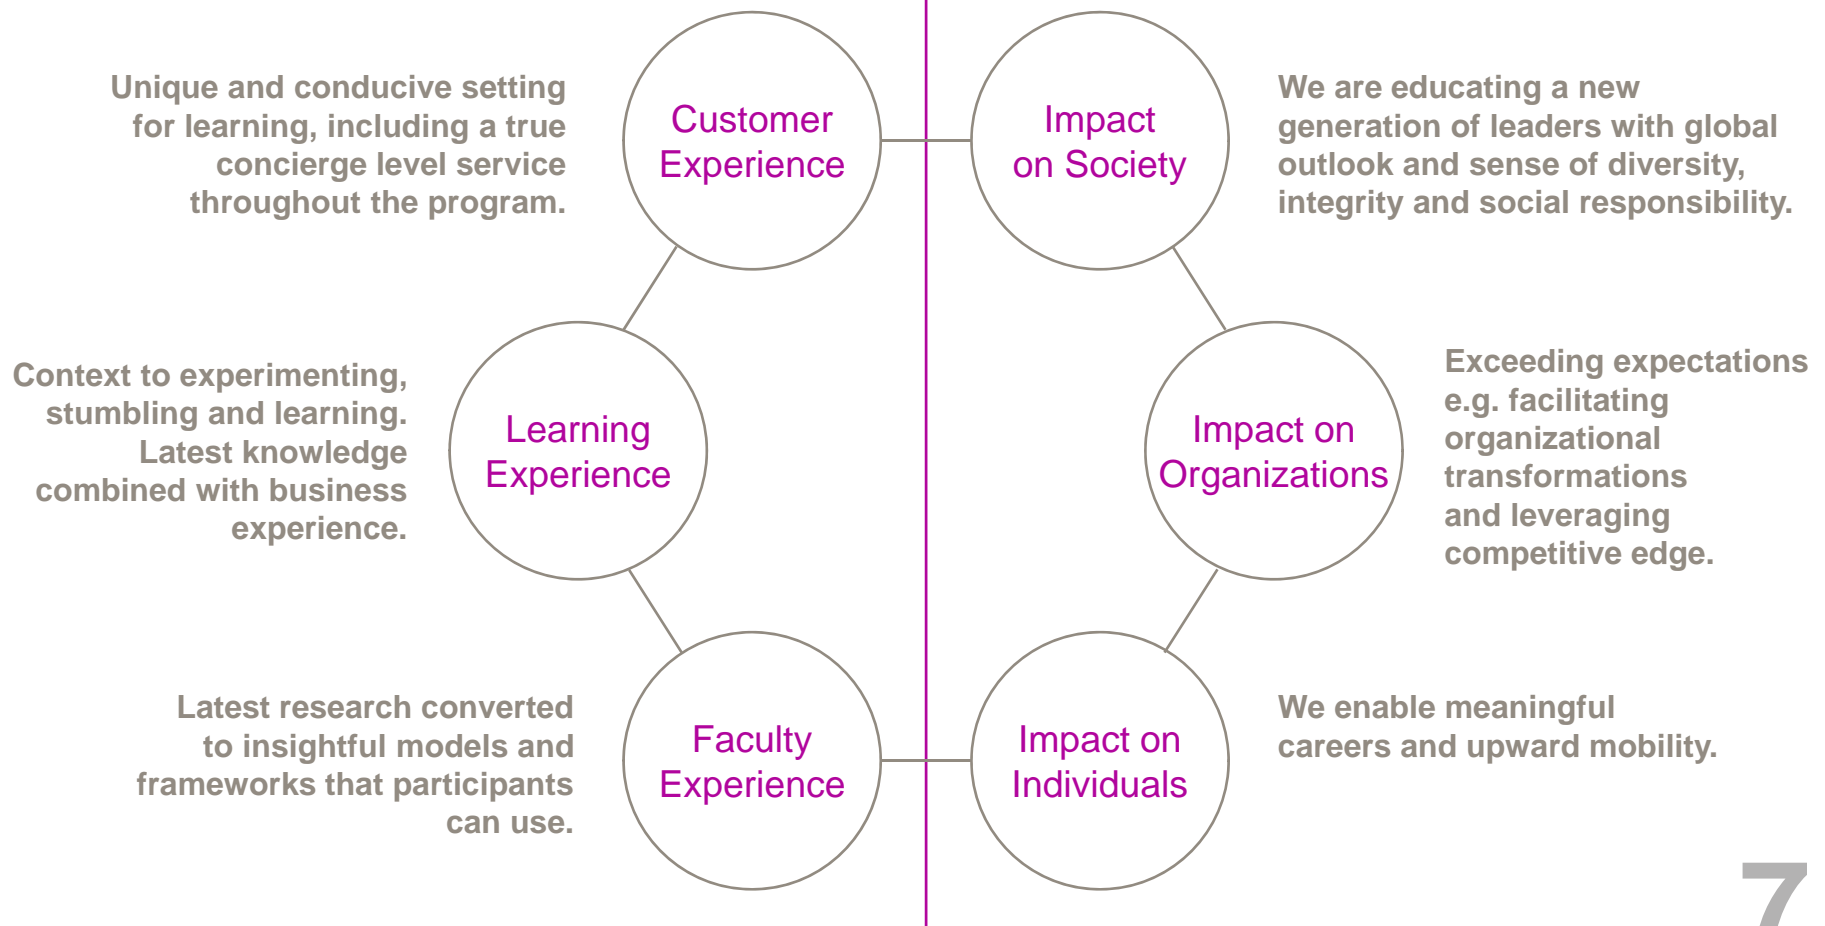 Unique and conducive setting
for learning, including a true
concierge level service
throughout the program.
Customer
Experience
Impact
on Society
We are educating a new
generation of leaders with global
outlook and sense of diversity,
integrity and social responsibility.
Context to experimenting,
stumbling and learning.
Latest knowledge
combined with business
experience.
Learning
Experience
Impact on
Organizations
Exceeding expectations
e.g. facilitating
organizational
transformations
and leveraging
competitive edge.
Latest research converted
to insightful models and
frameworks that participants
can use.
Faculty
Experience
Impact on
Individuals
We enable meaningful
careers and upward mobility.
7